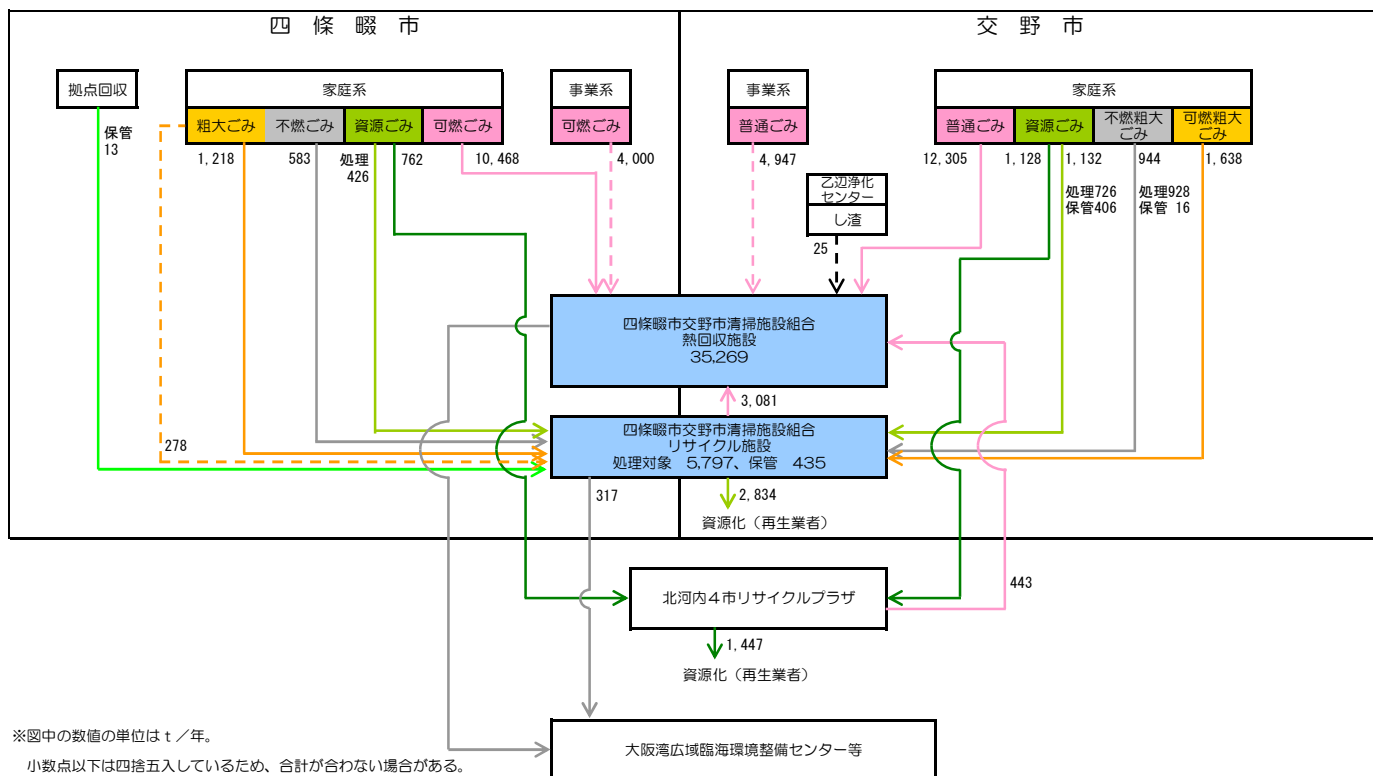 四 條 畷 市
交 野 市
拠点回収
家庭系
粗大ごみ
不燃ごみ
資源ごみ
可燃ごみ
事業系
可燃ごみ
事業系
普通ごみ
家庭系
普通ごみ
資源ごみ
不燃粗大
ごみ
可燃粗大
ごみ
保管
13
1,218
583
処理
426
762
10,468
4,000
4,947
12,305
1,128
1,132
944
1,638
処理726
保管406
処理928
保管 16
乙辺浄化
センター
し渣
25
四條畷市交野市清掃施設組合
熱回収施設
35,269
3,081
四條畷市交野市清掃施設組合
リサイクル施設
処理対象 5,797、保管 435
278
317
2,834
資源化（再生業者）
北河内４市リサイクルプラザ
443
1,447
資源化（再生業者）
大阪湾広域臨海環境整備センター等
※図中の数値の単位はｔ／年。
小数点以下は四捨五入しているため、合計が合わない場合がある。